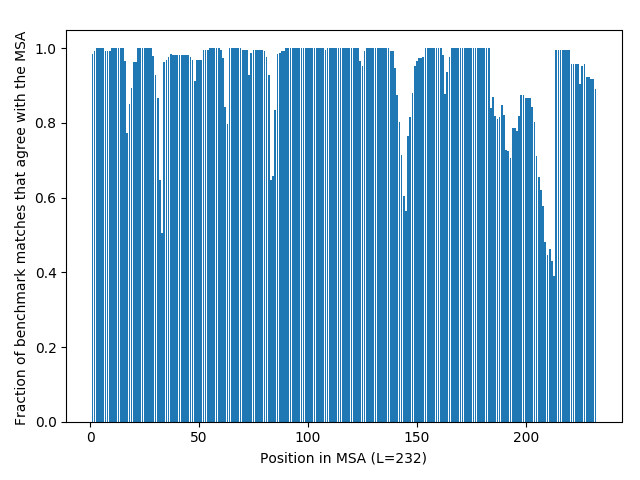 Fraction of benchmark matches that agree with the MSA
1.0
0.8
0.6
0.4
0.2
0.0
0 50 100 150 200
Position in MSA (L=232)